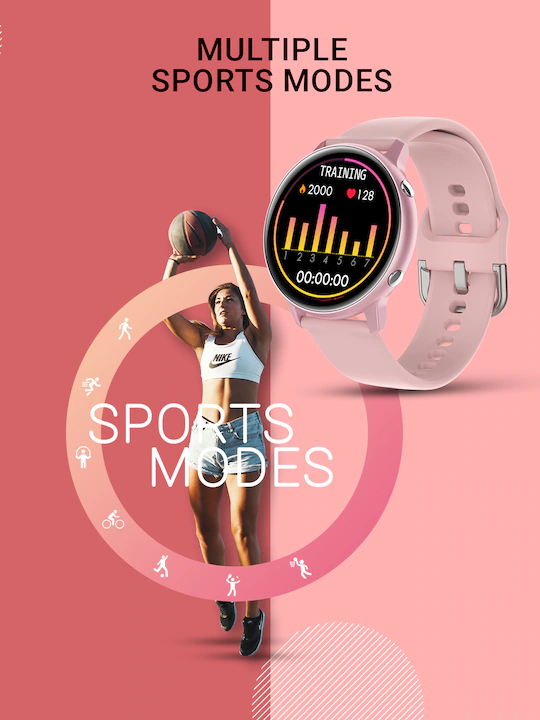 MULTIPLE
SPORTS MODES
TRAINING
2000 128
1 2 3 4 5 6 7
00:00:00
NIKE
SPORTS
MODES